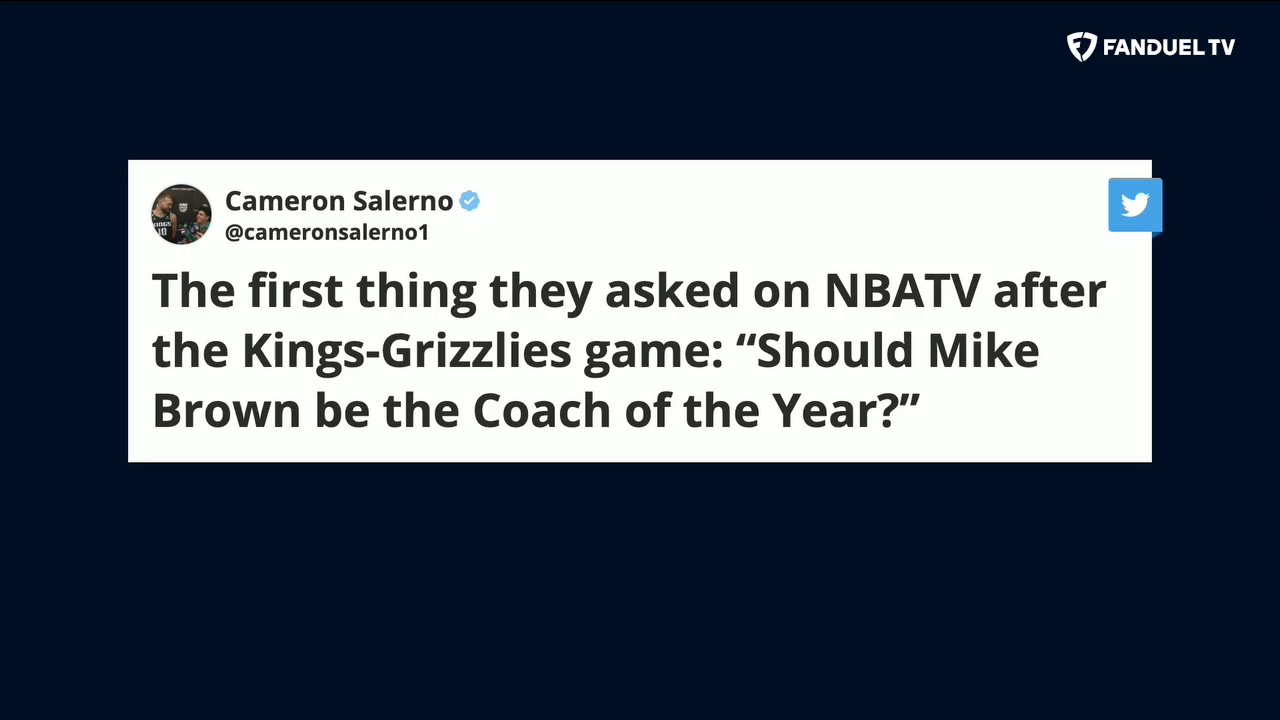 FANDUEL TV
Cameron Salerno
@cameronsalerno1
The first thing they asked on NBATV after
the Kings-Grizzlies game: “Should Mike
Brown be the Coach of the Year?”